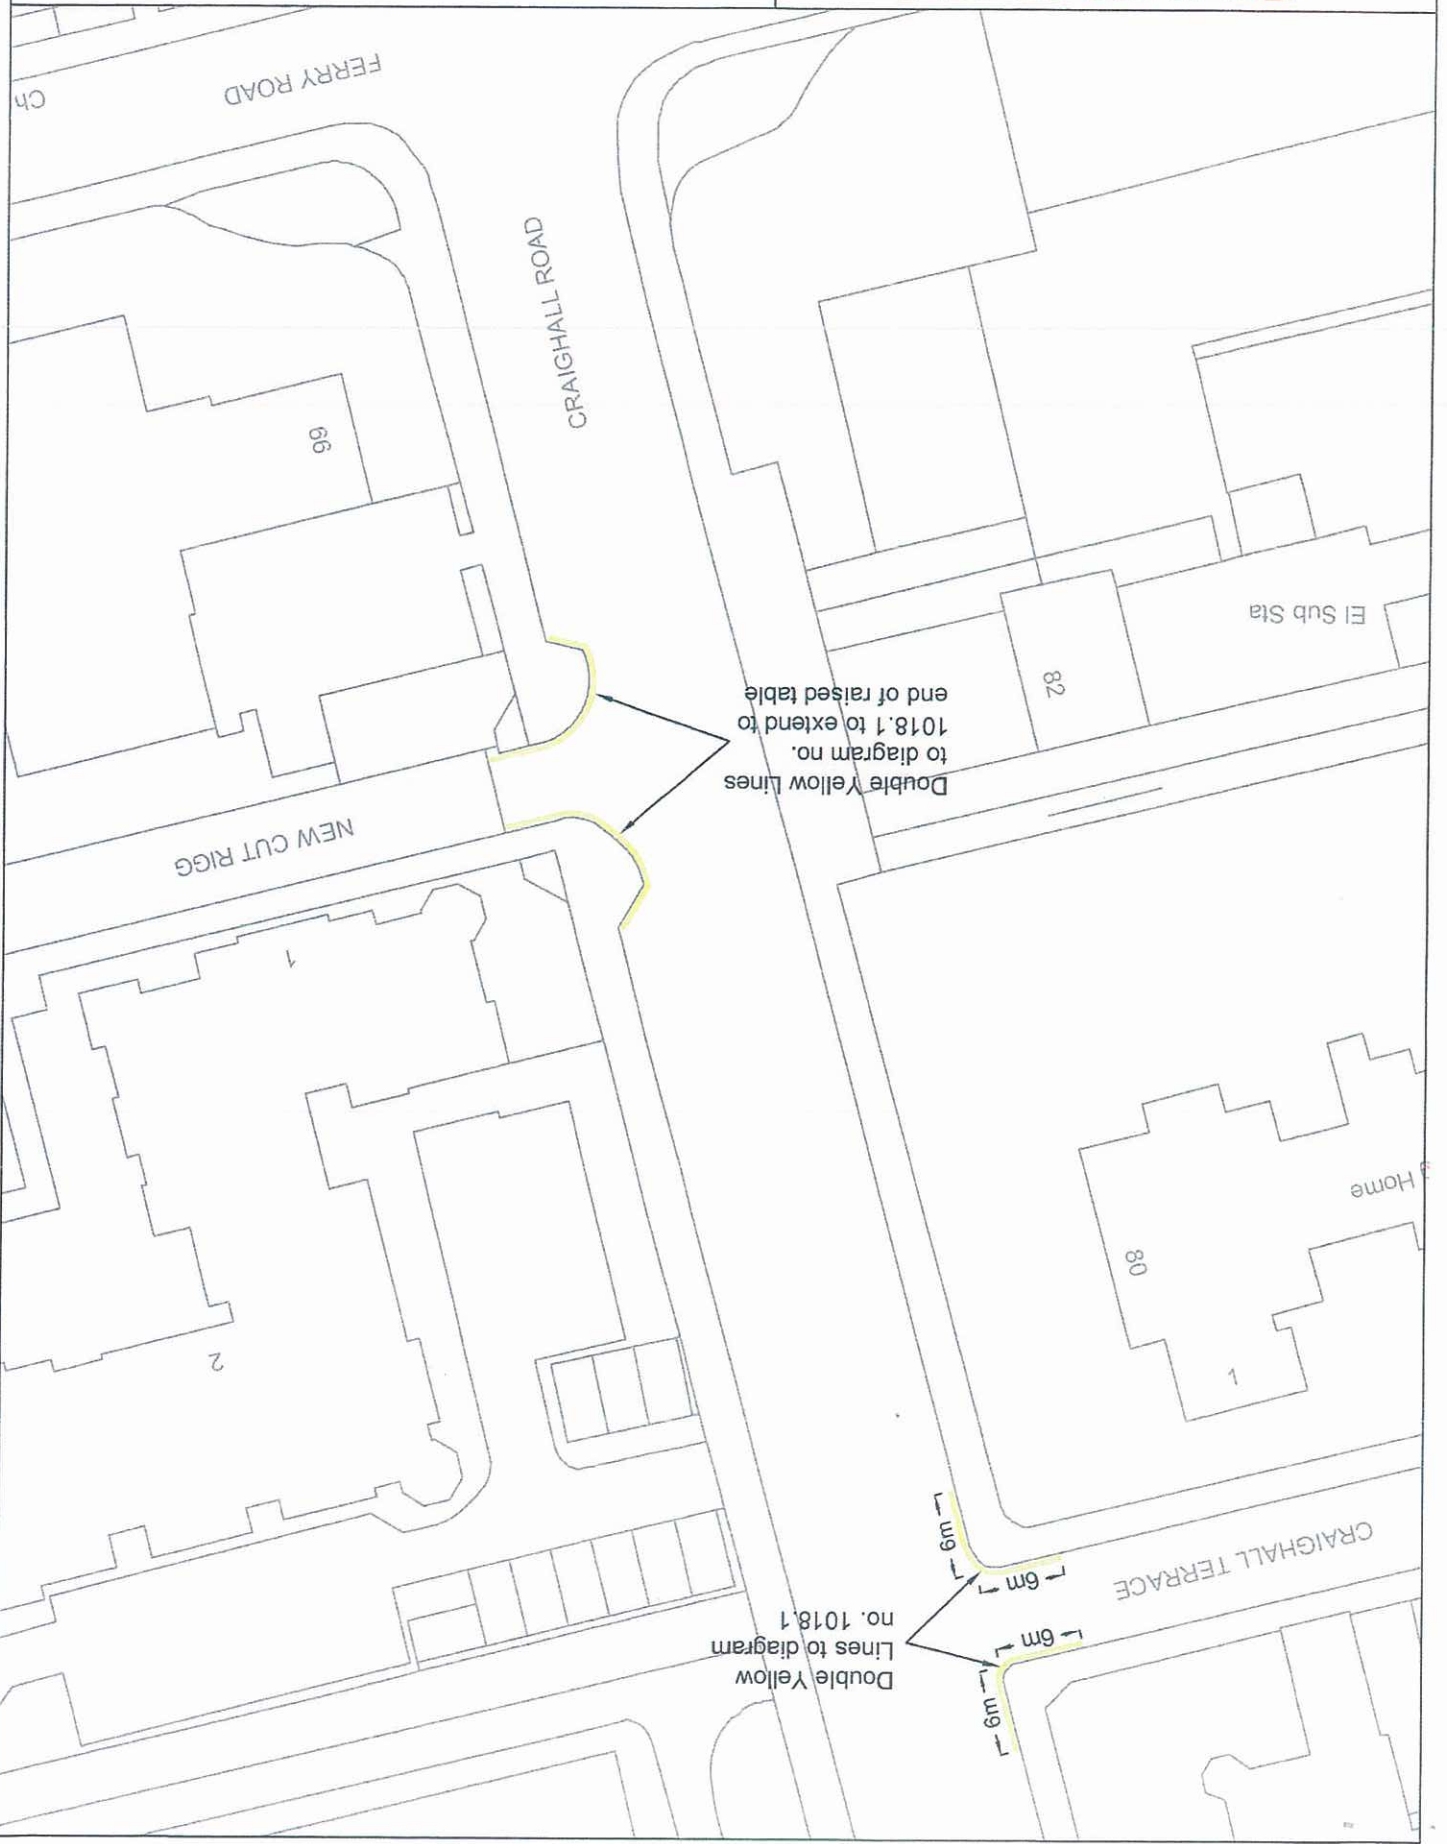 Double Yellow
Lines to diagram
no. 1018.1
6m
6m
6m
6m
CRAIGHALL TERRACE
1
80
Home
2
1
NEW CUT RIGG
Double Yellow Lines
to diagram no.
1018.1 to extend to
end of raised table
82
El Sub Sta
CRAIGHALL ROAD
FERRY ROAD
Ch